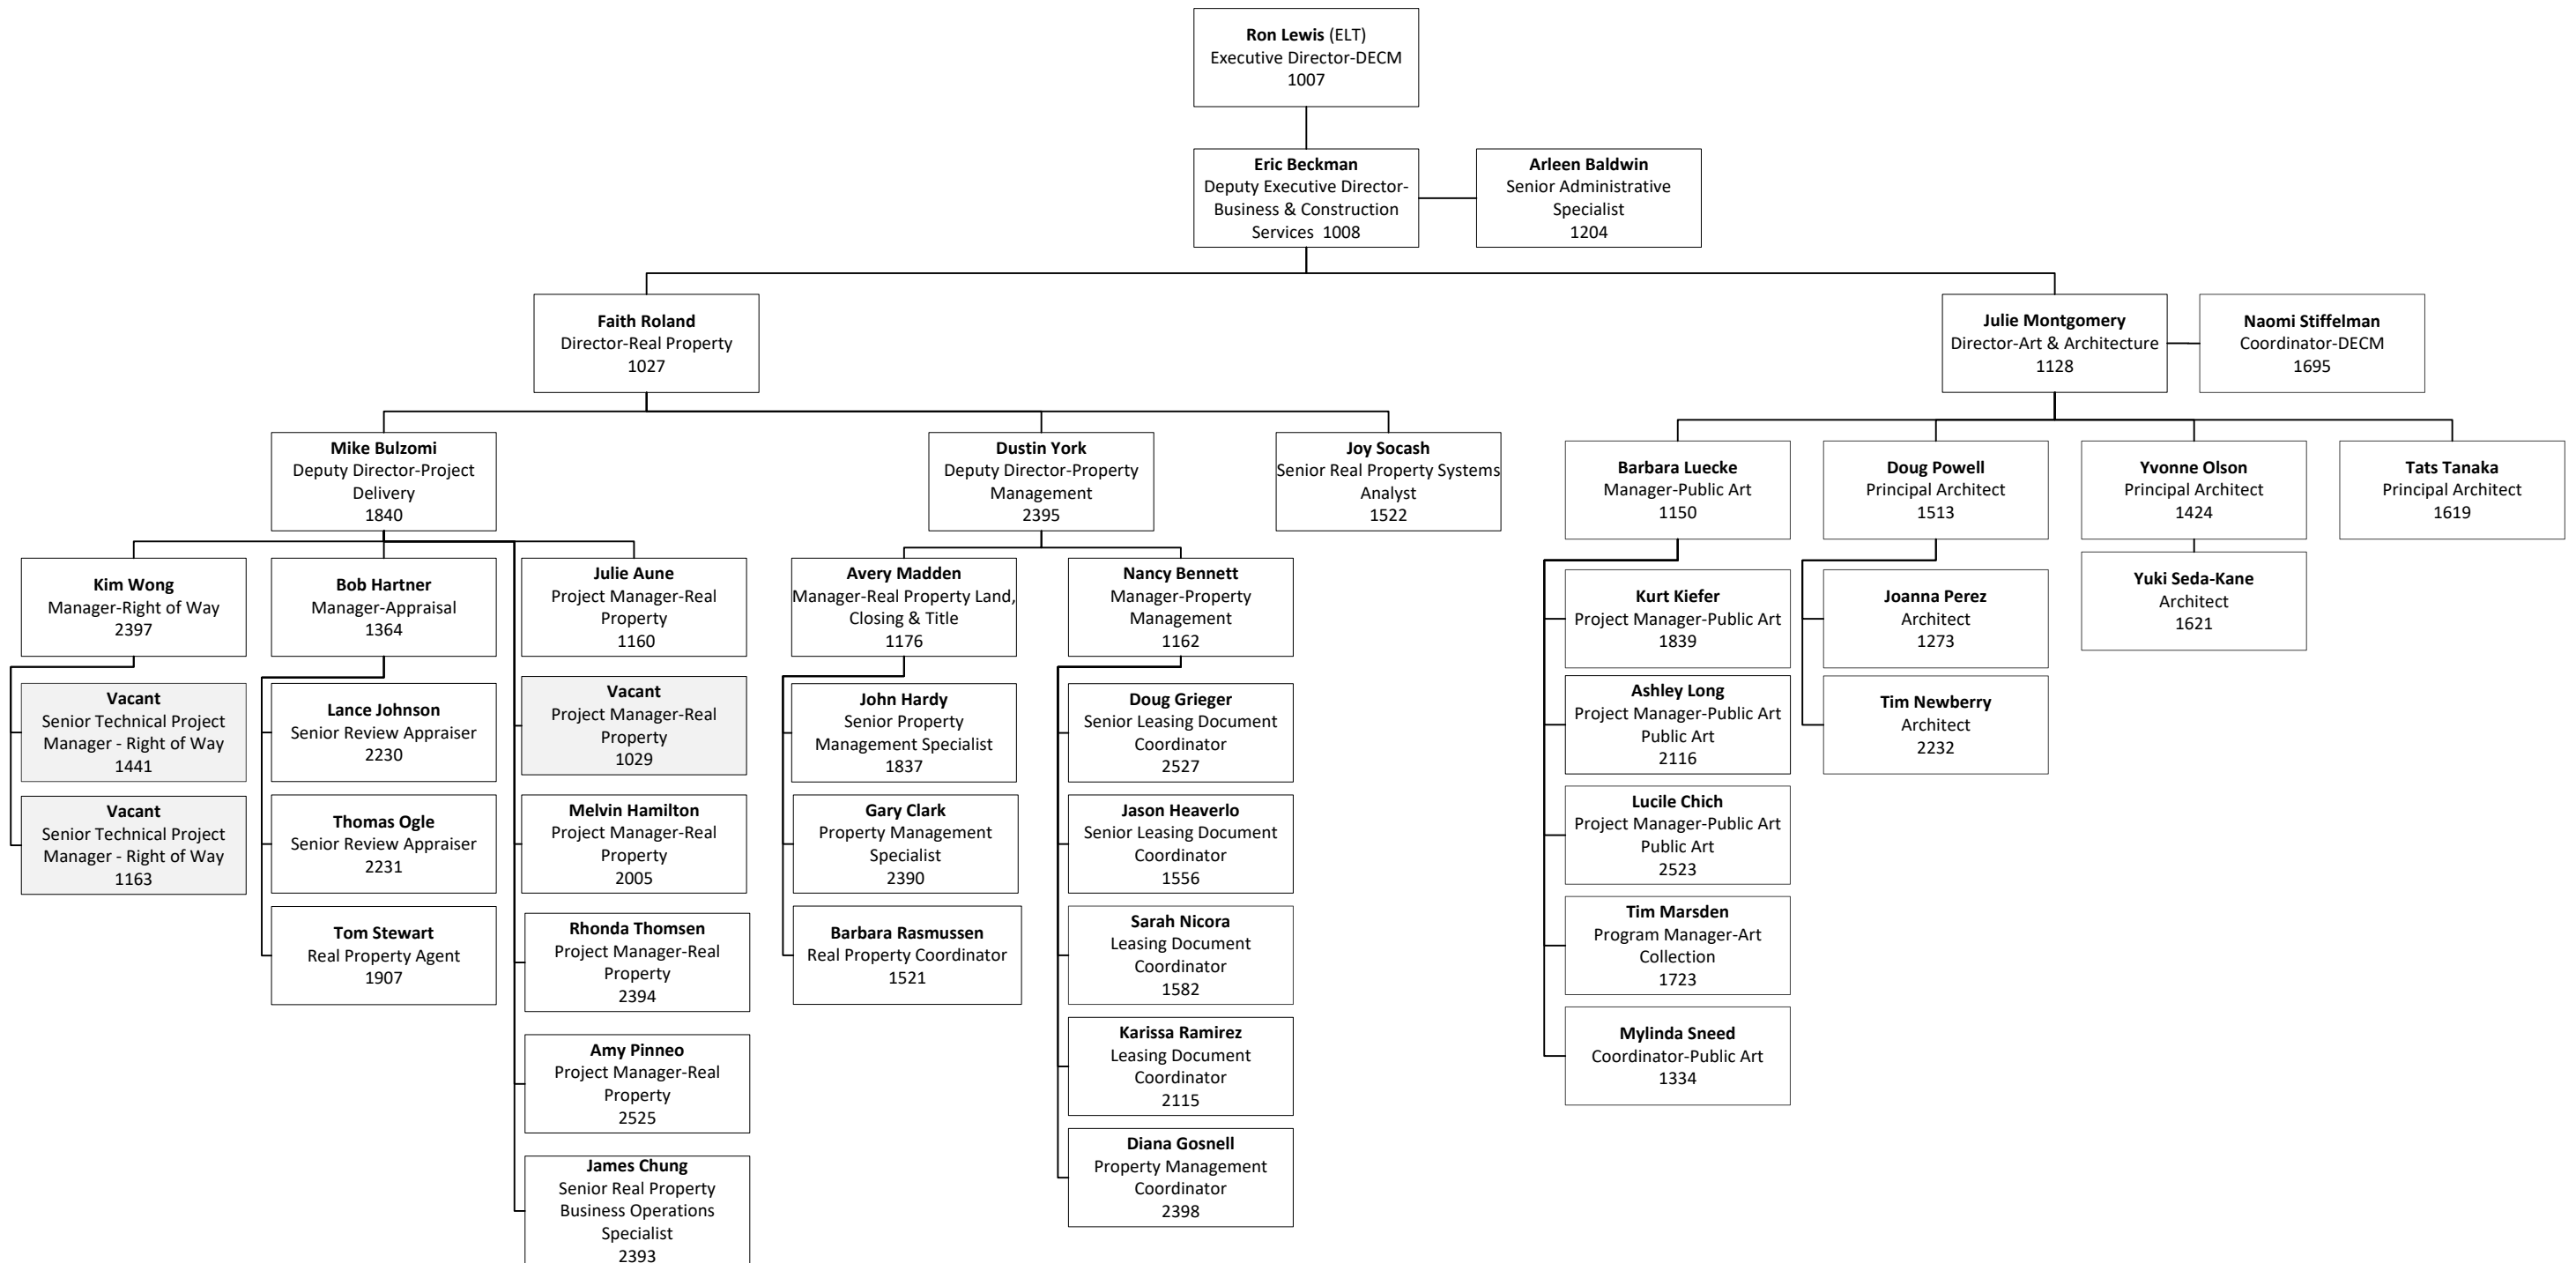 Ron Lewis (ELT)
Executive Director-DECM
1007
Eric Beckman
Deputy Executive Director-
Business & Construction
Services 1008
Arleen Baldwin
Senior Administrative
Specialist
1204
Faith Roland
Director-Real Property
1027
Julie Montgomery
Director-Art & Architecture
1128
Naomi Stiffelman
Coordinator-DECM
1695
Mike Bulzomi
Deputy Director-Project
Delivery
1840
Dustin York
Deputy Director-Property
Management
2395
Joy Socash
Senior Real Property Systems
Analyst
1522
Barbara Luecke
Manager-Public Art
1150
Doug Powell
Principal Architect
1513
Yvonne Olson
Principal Architect
1424
Tats Tanaka
Principal Architect
1619
Kim Wong
Manager-Right of Way
2397
Bob Hartner
Manager-Appraisal
1364
Julie Aune
Project Manager-Real
Property
1160
Avery Madden
Manager-Real Property Land,
Closing & Title
1176
Nancy Bennett
Manager-Property
Management
1162
Kurt Kiefer
Project Manager-Public Art
1839
Joanna Perez
Architect
1273
Yuki Seda-Kane
Architect
1621
Vacant
Senior Technical Project
Manager - Right of Way
1441
Lance Johnson
Senior Review Appraiser
2230
Vacant
Project Manager-Real
Property
1029
John Hardy
Senior Property
Management Specialist
1837
Doug Grieger
Senior Leasing Document
Coordinator
2527
Ashley Long
Project Manager-Public Art
Public Art
2116
Tim Newberry
Architect
2232
Vacant
Senior Technical Project
Manager - Right of Way
1163
Thomas Ogle
Senior Review Appraiser
2231
Melvin Hamilton
Project Manager-Real
Property
2005
Gary Clark
Property Management
Specialist
2390
Jason Heaverlo
Senior Leasing Document
Coordinator
1556
Lucile Chich
Project Manager-Public Art
Public Art
2523
Tom Stewart
Real Property Agent
1907
Rhonda Thomsen
Project Manager-Real
Property
2394
Barbara Rasmussen
Real Property Coordinator
1521
Sarah Nicora
Leasing Document
Coordinator
1582
Tim Marsden
Program Manager-Art
Collection
1723
Amy Pinneo
Project Manager-Real
Property
2525
Karissa Ramirez
Leasing Document
Coordinator
2115
Mylinda Sneed
Coordinator-Public Art
1334
James Chung
Senior Real Property
Business Operations
Specialist
2393
Diana Gosnell
Property Management
Coordinator
2398